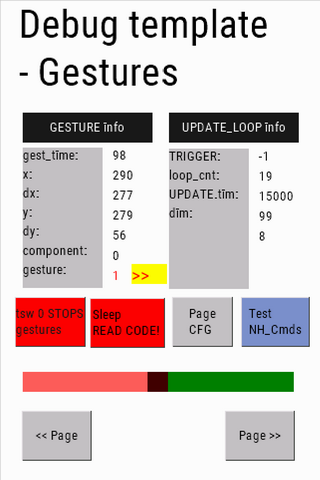 Debug template
- Gestures
GESTURE info
UPDATE_LOOP info
gest_time: 98
x: 290
dx: 277
y: 279
dy: 56
component: 0
gesture: 1 >>
TRIGGER: -1
loop_cnt: 19
UPDATE.tim: 15000
dim: 99
8
tsw 0 STOPS
gestures
Sleep
READ CODE!
Page
CFG
Test
NH_Cmds
<< Page
Page >>